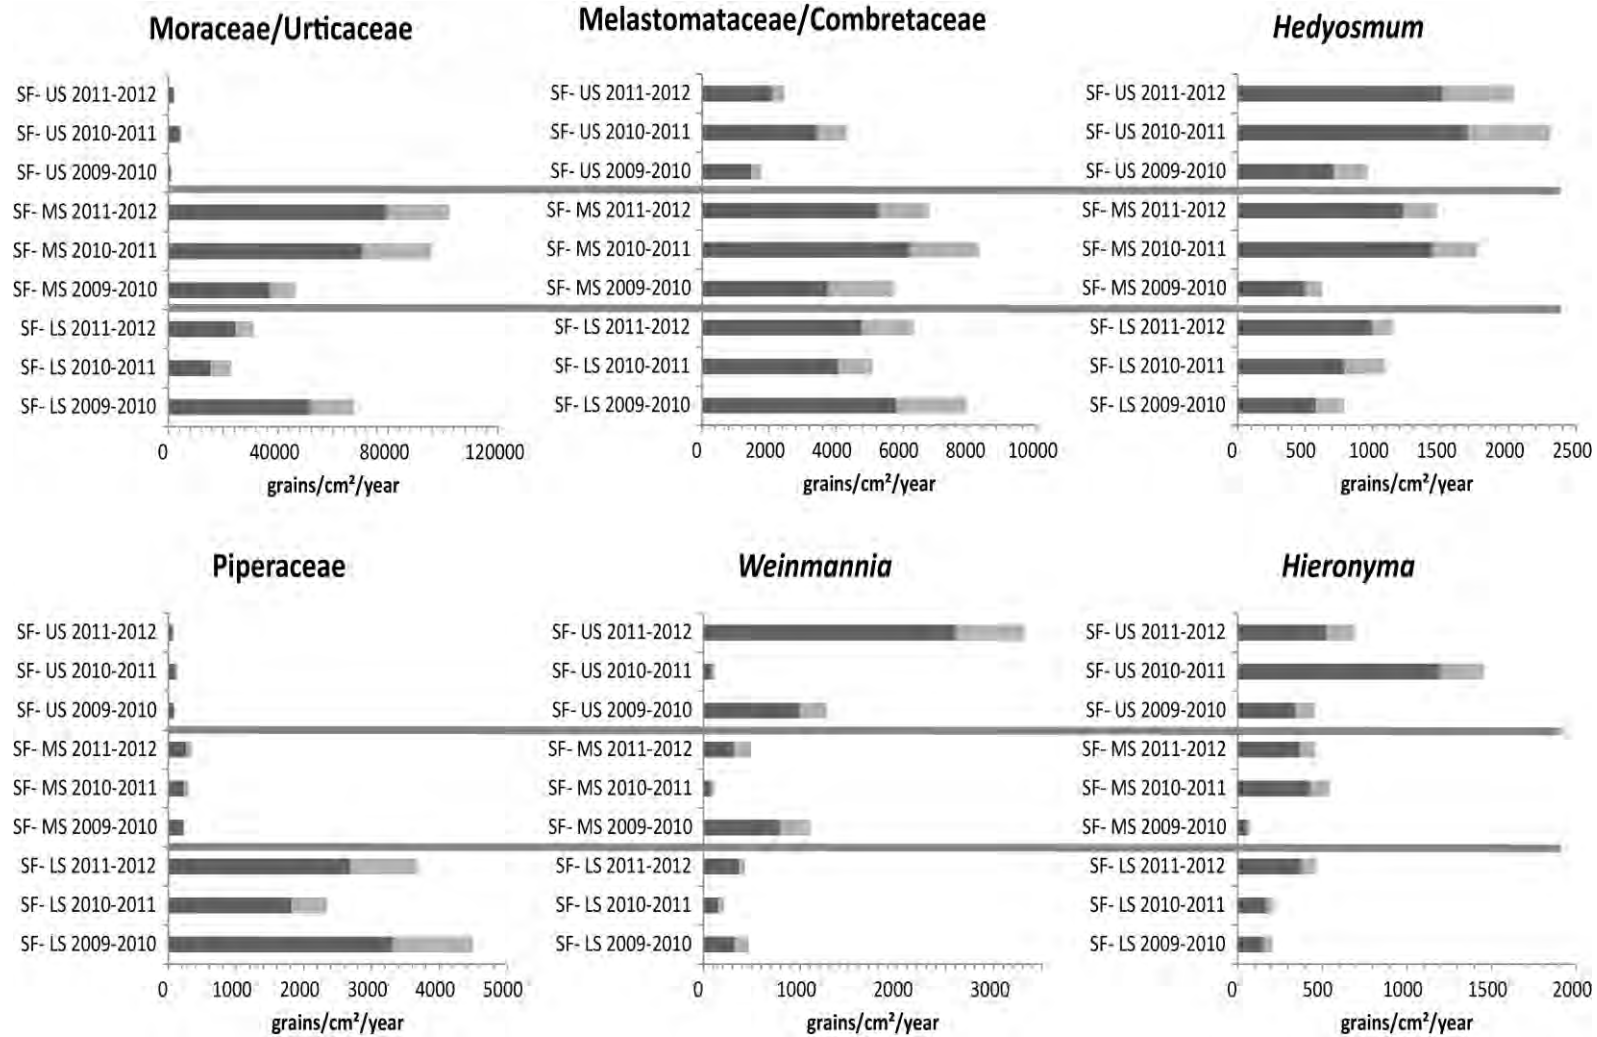 Moraceae/Urticaceae
SF- US 2011-2012
SF- US 2010-2011
SF- US 2009-2010
SF- MS 2011-2012
SF- MS 2010-2011
SF- MS 2009-2010
SF- LS 2011-2012
SF- LS 2010-2011
SF- LS 2009-2010
0 40000 80000 120000
grains/cm²/year
Melastomataceae/Combretaceae
SF- US 2011-2012
SF- US 2010-2011
SF- US 2009-2010
SF- MS 2011-2012
SF- MS 2010-2011
SF- MS 2009-2010
SF- LS 2011-2012
SF- LS 2010-2011
SF- LS 2009-2010
0 2000 4000 6000 8000 10000
grains/cm²/year
Hedyosmum
SF- US 2011-2012
SF- US 2010-2011
SF- US 2009-2010
SF- MS 2011-2012
SF- MS 2010-2011
SF- MS 2009-2010
SF- LS 2011-2012
SF- LS 2010-2011
SF- LS 2009-2010
0 500 1000 1500 2000 2500
grains/cm²/year
Piperaceae
SF- US 2011-2012
SF- US 2010-2011
SF- US 2009-2010
SF- MS 2011-2012
SF- MS 2010-2011
SF- MS 2009-2010
SF- LS 2011-2012
SF- LS 2010-2011
SF- LS 2009-2010
0 1000 2000 3000 4000 5000
grains/cm²/year
Weinmannia
SF- US 2011-2012
SF- US 2010-2011
SF- US 2009-2010
SF- MS 2011-2012
SF- MS 2010-2011
SF- MS 2009-2010
SF- LS 2011-2012
SF- LS 2010-2011
SF- LS 2009-2010
0 1000 2000 3000
grains/cm²/year
Hieronyma
SF- US 2011-2012
SF- US 2010-2011
SF- US 2009-2010
SF- MS 2011-2012
SF- MS 2010-2011
SF- MS 2009-2010
SF- LS 2011-2012
SF- LS 2010-2011
SF- LS 2009-2010
0 500 1000 1500 2000
grains/cm²/year